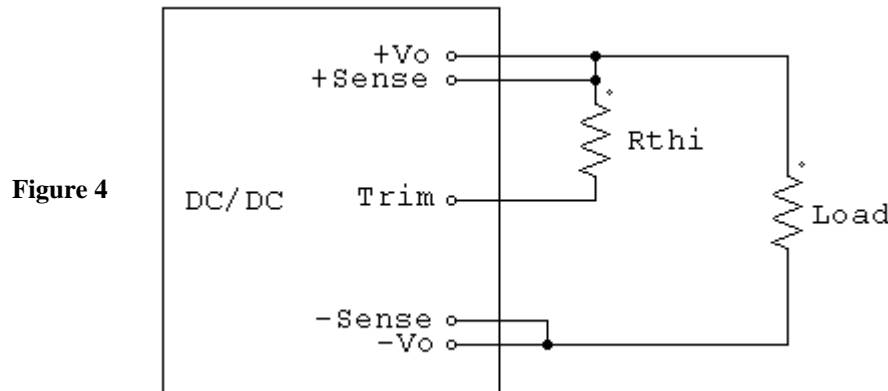 +Vo
+Sense
Rthi
Figure 4
DC/DC
Trim
Load
-Sense
-Vo